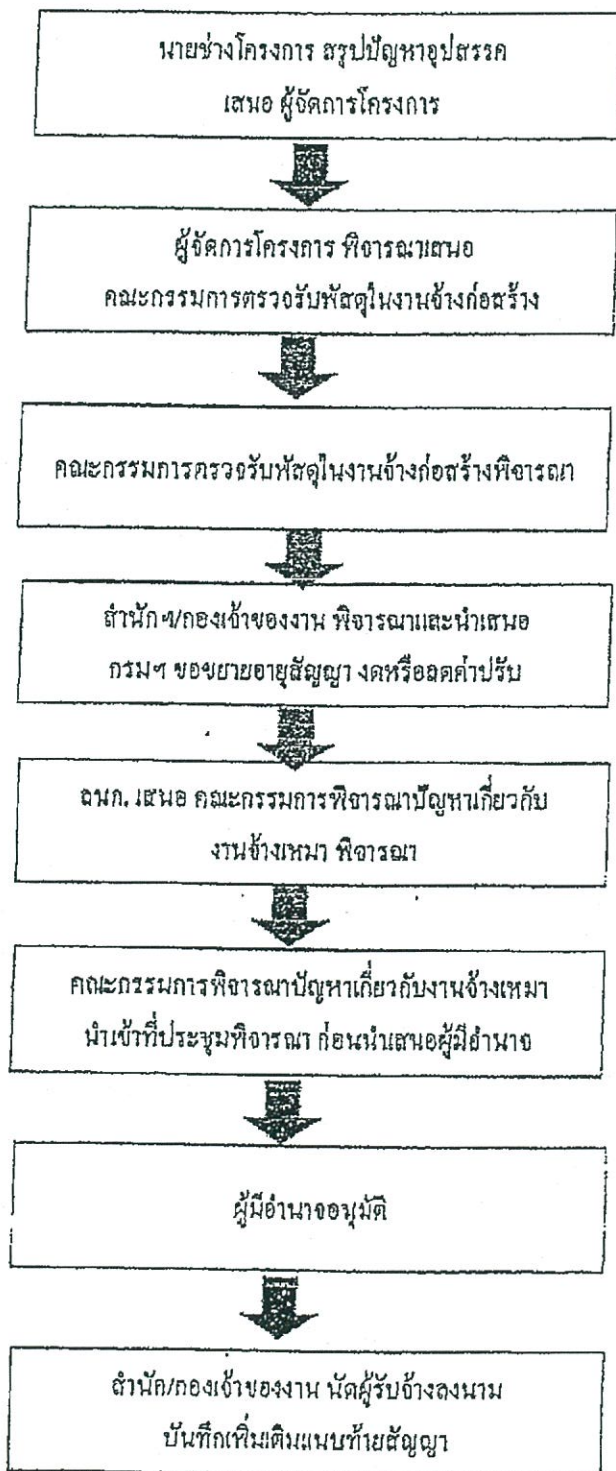 นายช่างโครงการ สรุปปัญหาอุปสรรค
เสนอ ผู้จัดการโครงการ
ผู้จัดการโครงการ พิจารณาเสนอ
คณะกรรมการตรวจรับพัสดุในงานจ้างก่อสร้าง
คณะกรรมการตรวจรับพัสดุในงานจ้างก่อสร้างพิจารณา
สำนักฯ/กองเจ้าของงาน พิจารณาและนำเสนอ
กรมฯ ขอขยายอายุสัญญา งดหรือลดค่าปรับ
เสนอ คณะกรรมการพิจารณาปัญหาเกี่ยวกับ
งานจ้างเหมา พิจารณา
คณะกรรมการพิจารณาปัญหาเกี่ยวกับงานจ้างเหมา
นำเข้าที่ประชุมพิจารณา ก่อนนำเสนอผู้มีอำนาจ
ผู้มีอำนาจอนุมัติ
สำนัก/กองเจ้าของงาน นัดผู้รับจ้างลงนาม
บันทึกเพิ่มเติมแนบท้ายสัญญา